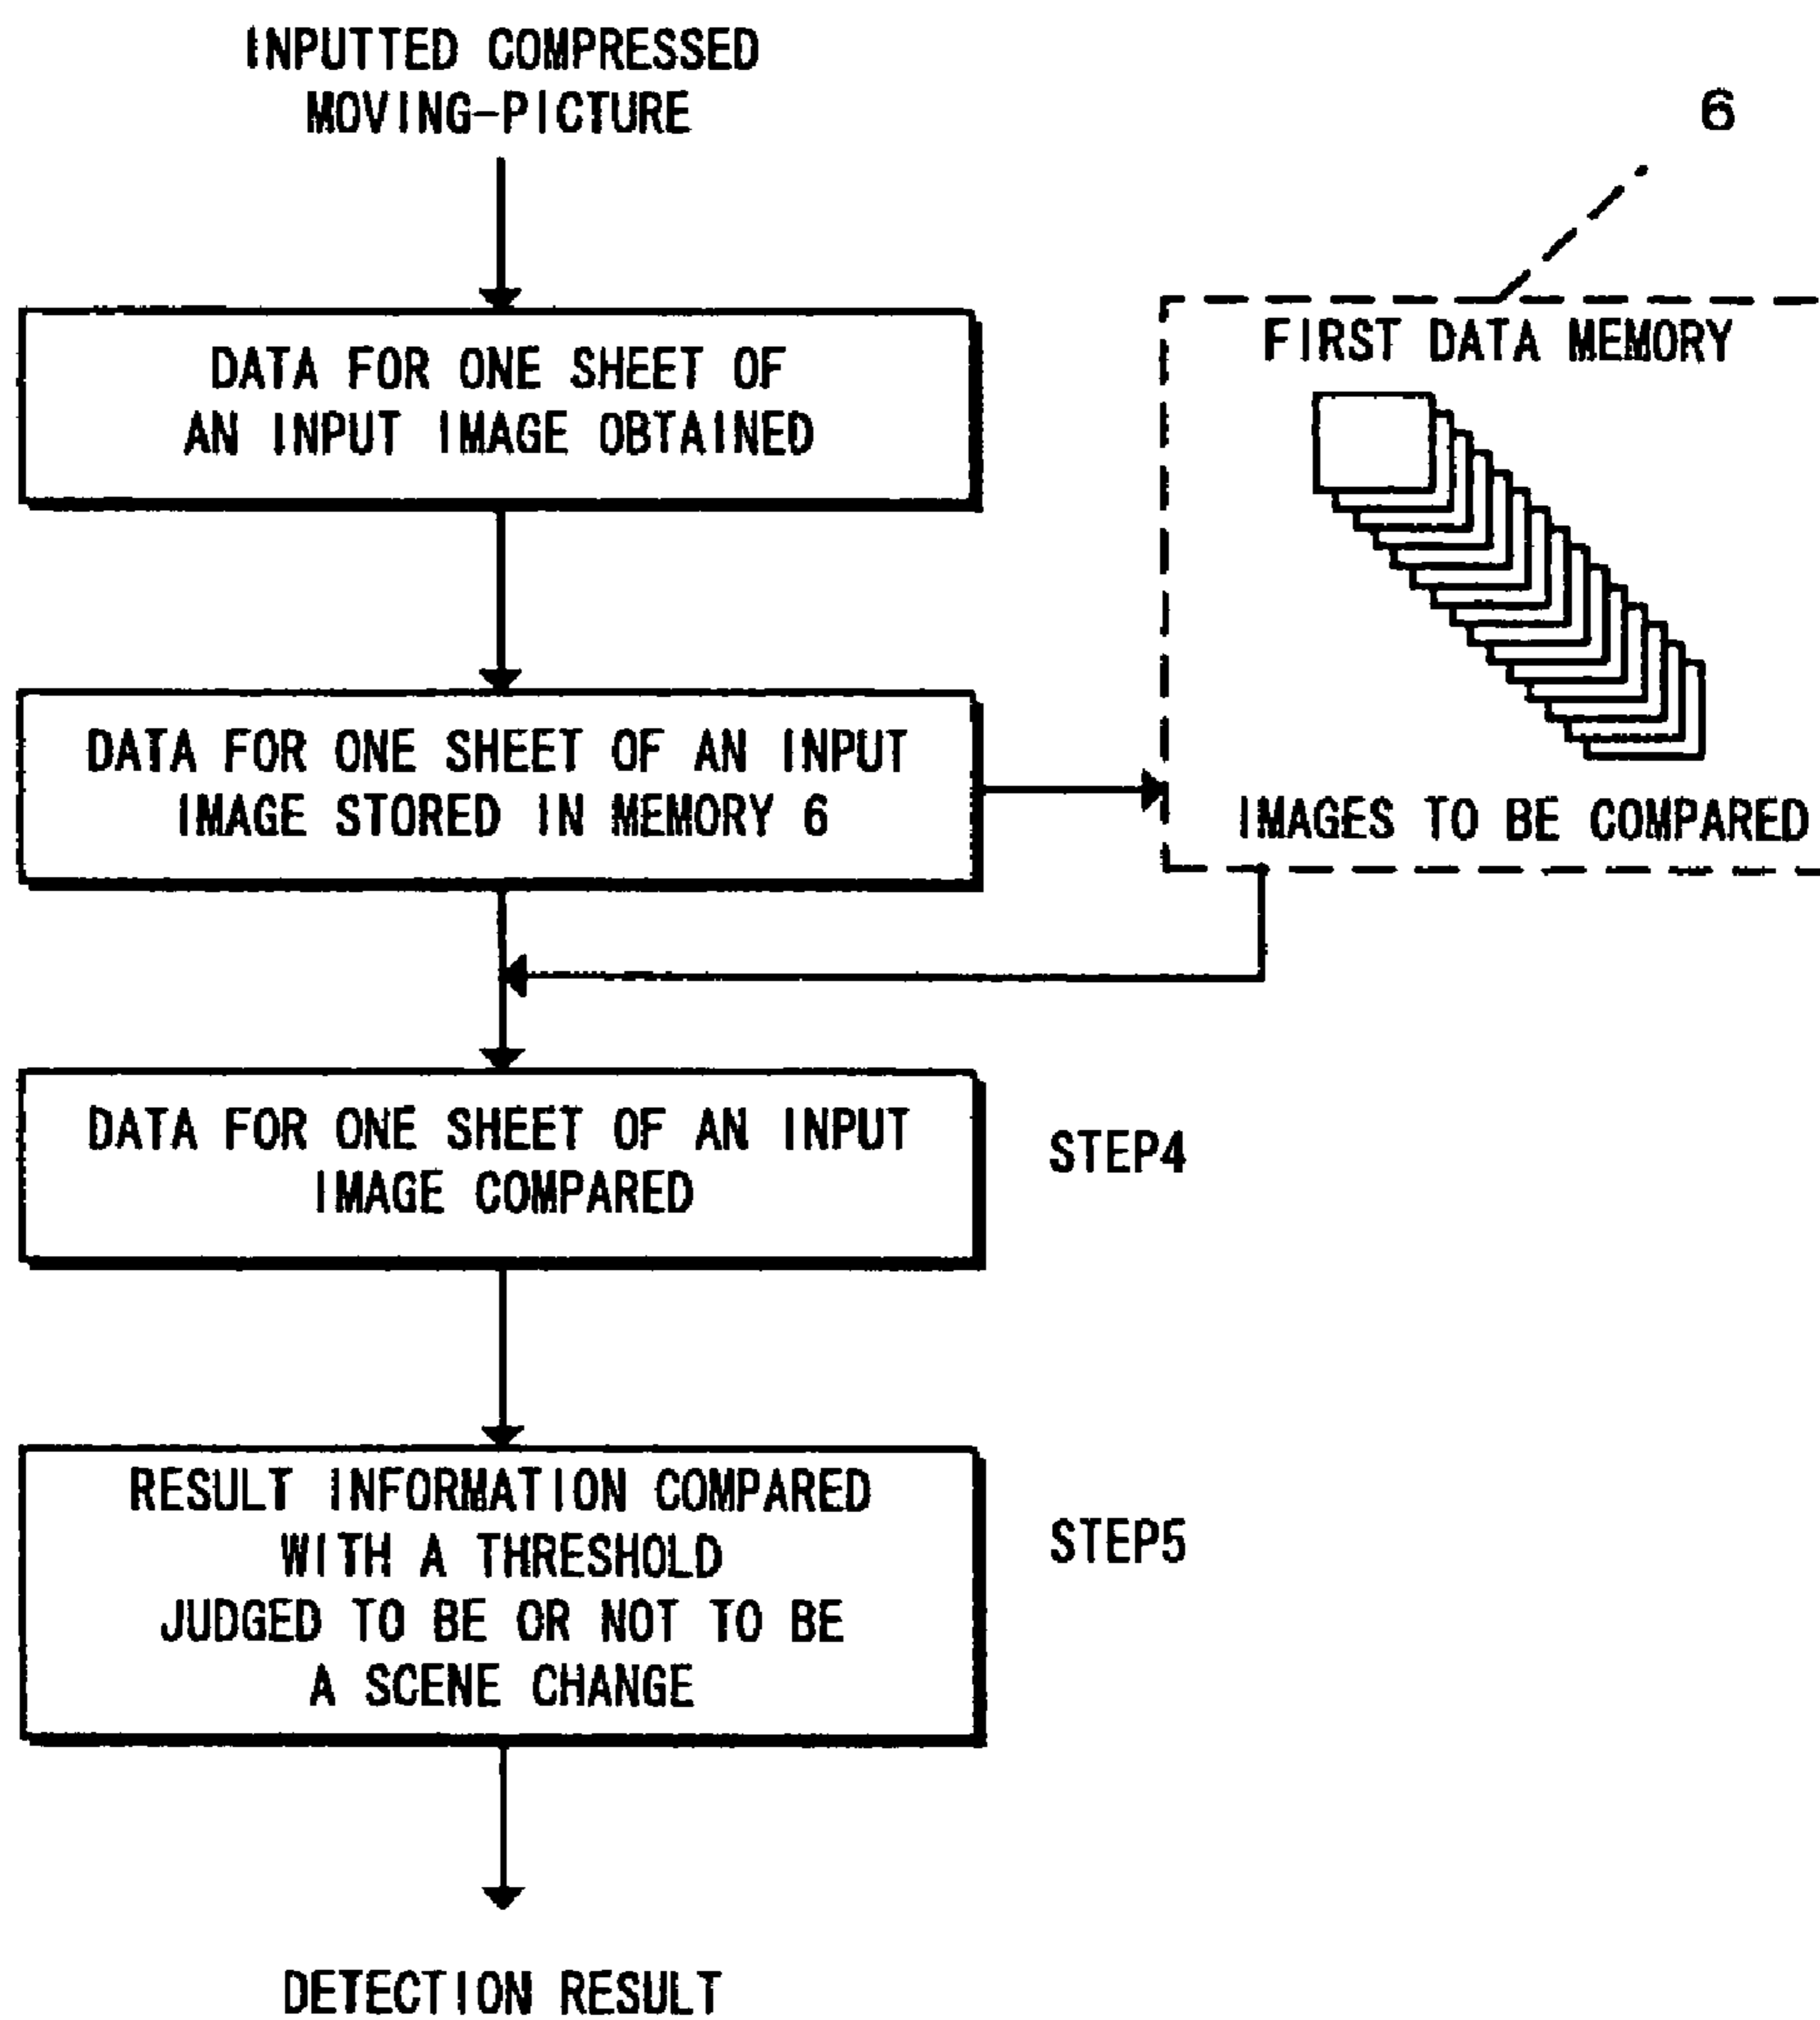 INPUTTED COMPRESSED
MOVING-PICTURE
6
DATA FOR ONE SHEET OF
AN INPUT IMAGE OBTAINED
FIRST DATA MEMORY
DATA FOR ONE SHEET OF AN INPUT
IMAGE STORED IN MEMORY 6
IMAGES TO BE COMPARED
DATA FOR ONE SHEET OF AN INPUT
IMAGE COMPARED
STEP4
RESULT INFORMATION COMPARED
WITH A THRESHOLD
JUDGED TO BE OR NOT TO BE
A SCENE CHANGE
STEP5
DETECTION RESULT